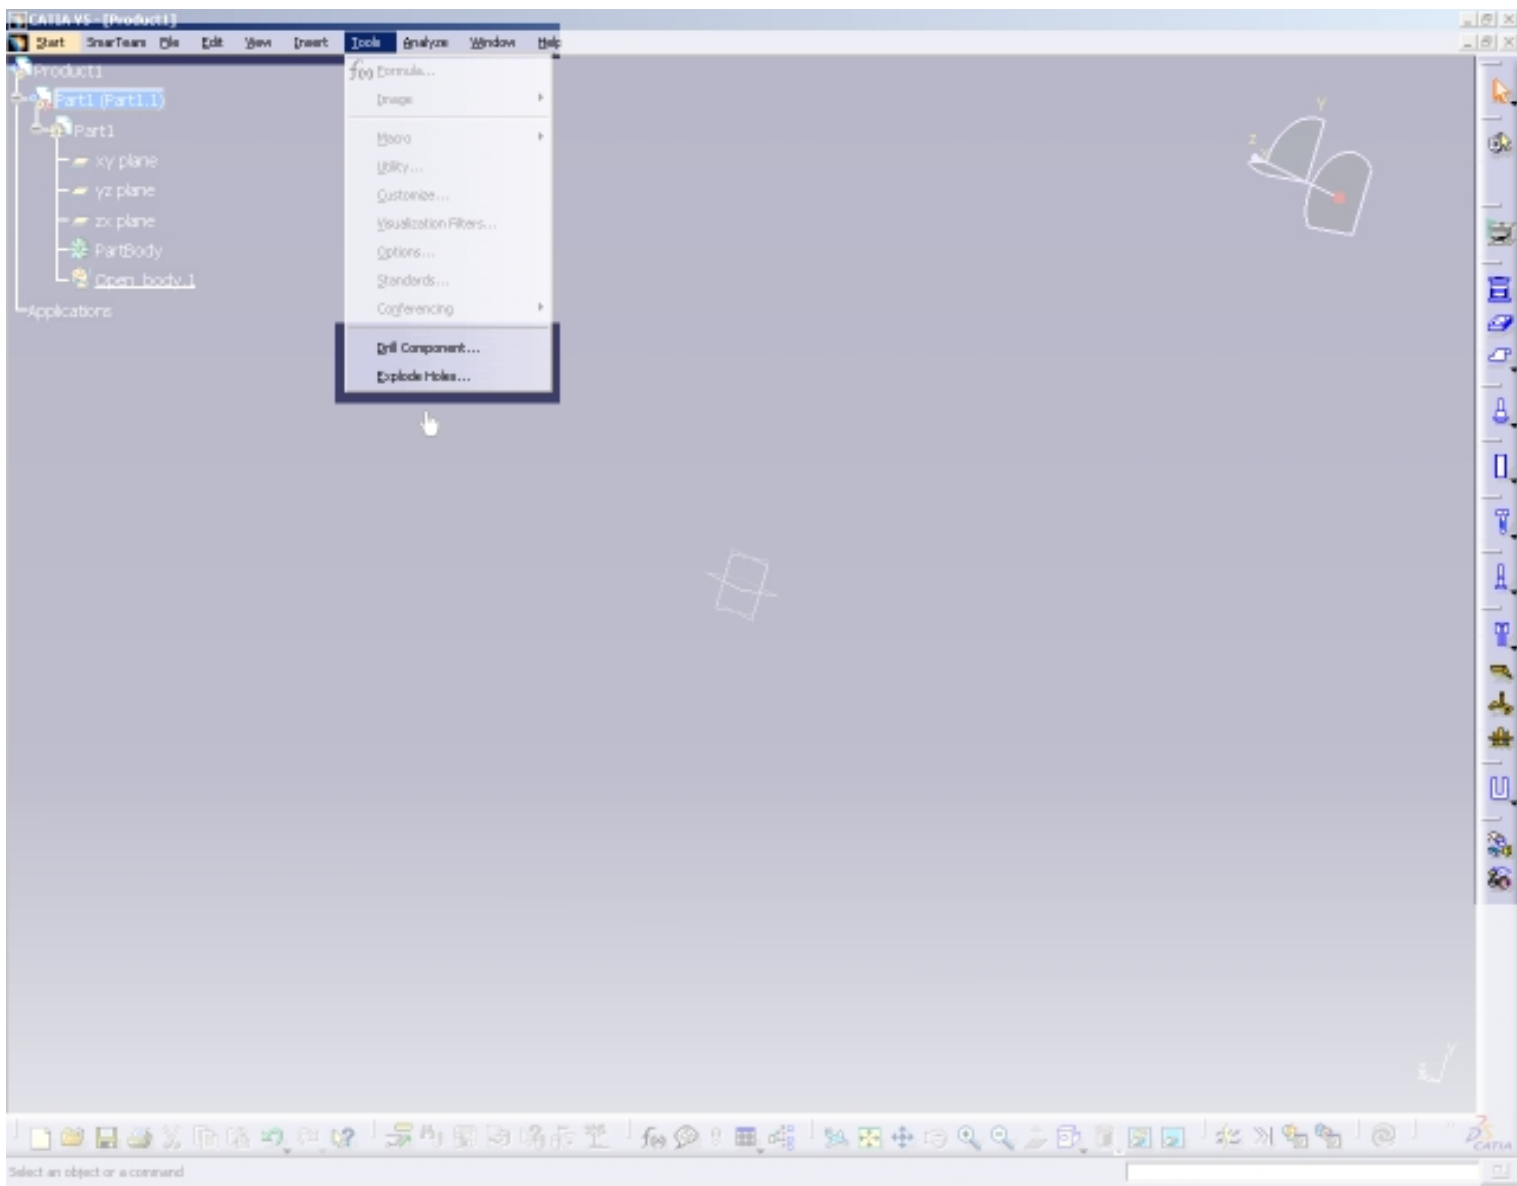 CATIA V5 - [Product1]
Start SmarTeam File Edit View Insert Tools Analyze Window Help
Product1
Part1 (Part1.1)
Part1
xy plane
yz plane
zx plane
PartBody
Open_body.1
Applications
f(x) Formula...
Image
Macro
Utility...
Customize...
Visualization Filters...
Options...
Standards...
Conferencing
Drill Component...
Explode Holes...
Y
z
x
f(x)
CATIA
Select an object or a command